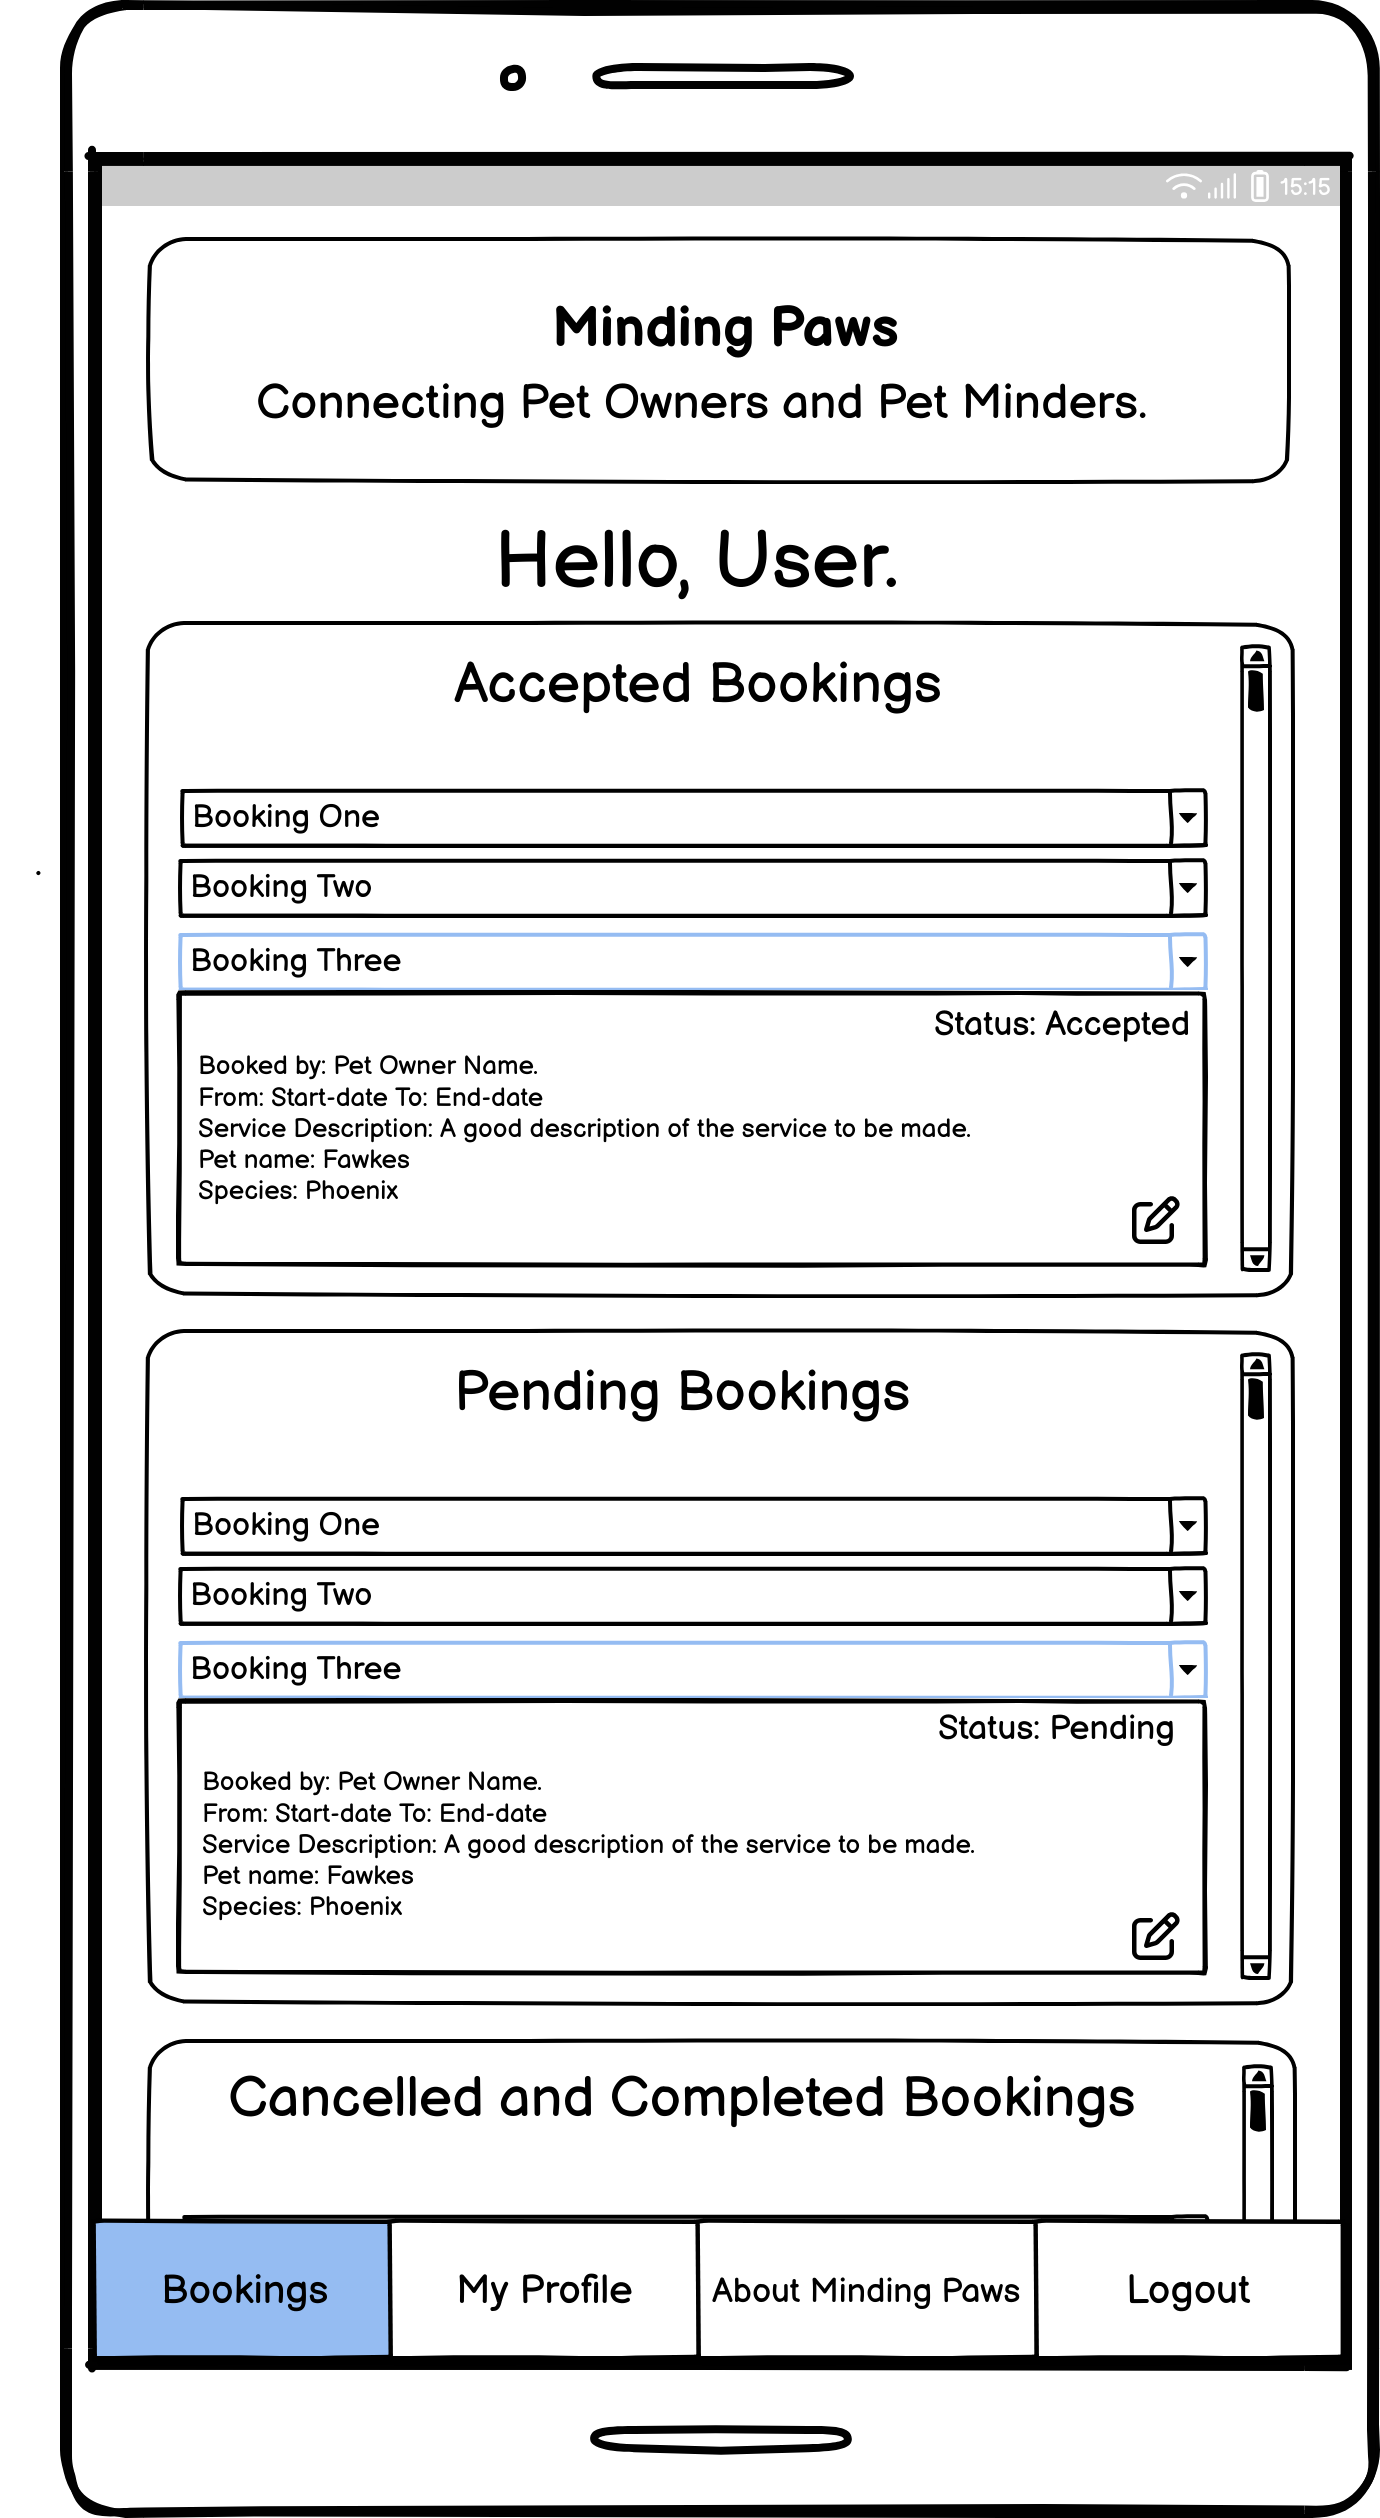 15:15
Minding Paws
Connecting Pet Owners and Pet Minders.
Hello, User.
Accepted Bookings
Booking One
Booking Two
Booking Three
Status: Accepted
Booked by: Pet Owner Name.
From: Start-date To: End-date
Service Description: A good description of the service to be made.
Pet name: Fawkes
Species: Phoenix
Pending Bookings
Booking One
Booking Two
Booking Three
Status: Pending
Booked by: Pet Owner Name.
From: Start-date To: End-date
Service Description: A good description of the service to be made.
Pet name: Fawkes
Species: Phoenix
Cancelled and Completed Bookings
Bookings My Profile About Minding Paws Logout